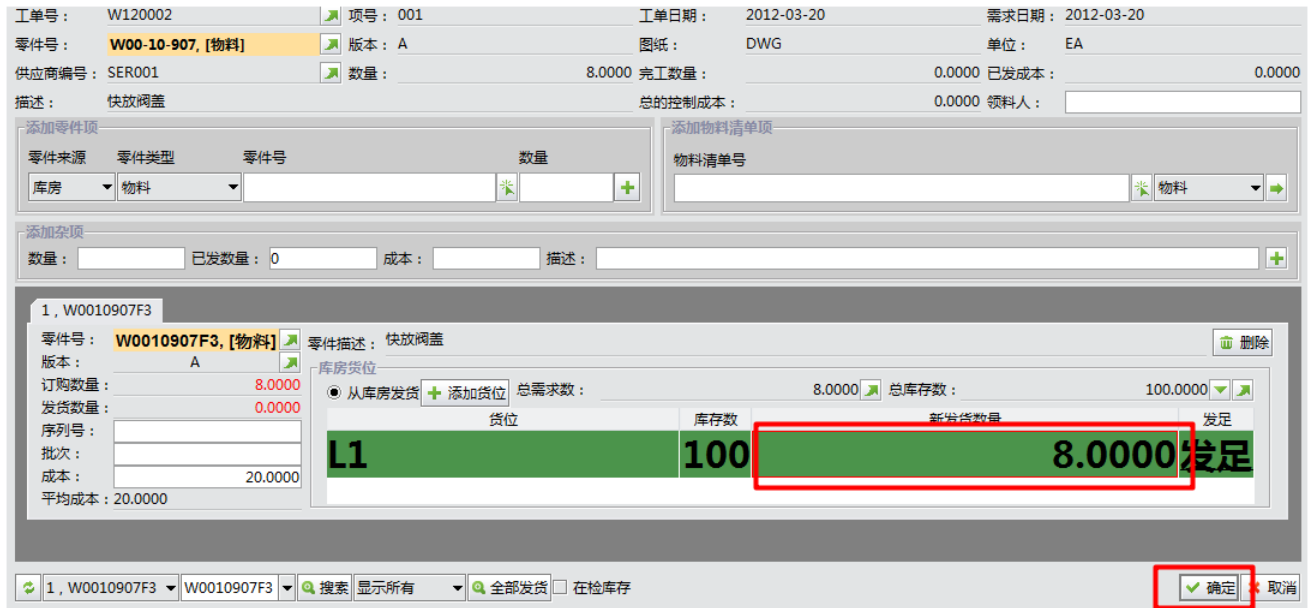 工单号： W120002 项号：001 工单日期： 2012-03-20 需求日期： 2012-03-20
零件号： W00-10-907, [物料] 版本：A 图纸： DWG 单位： EA
供应商编号： SER001 数量： 8.0000 完工数量： 0.0000 已发成本： 0.0000
描述： 快放阀盖 总的控制成本： 0.0000 领料人：
添加零件项 添加物料清单项
零件来源 零件类型 零件号 数量 物料清单号
库房 物料 物料
添加杂项
数量： 已发数量： 0 成本： 描述：
1 , W0010907F3
零件号： W0010907F3, [物料] 零件描述： 快放阀盖 删除
版本： A 库房货位
订购数量： 8.0000 从库房发货 添加货位 总需求数： 8.0000 总库存数： 100.0000
发货数量： 0.0000 货位 库存数 新发货数量 发足
序列号：
批次： L1 100 8.0000 发足
成本： 20.0000
平均成本：20.0000
1 , W0010907F3 W0010907F3 搜索 显示所有 全部发货 在检库存 确定 取消